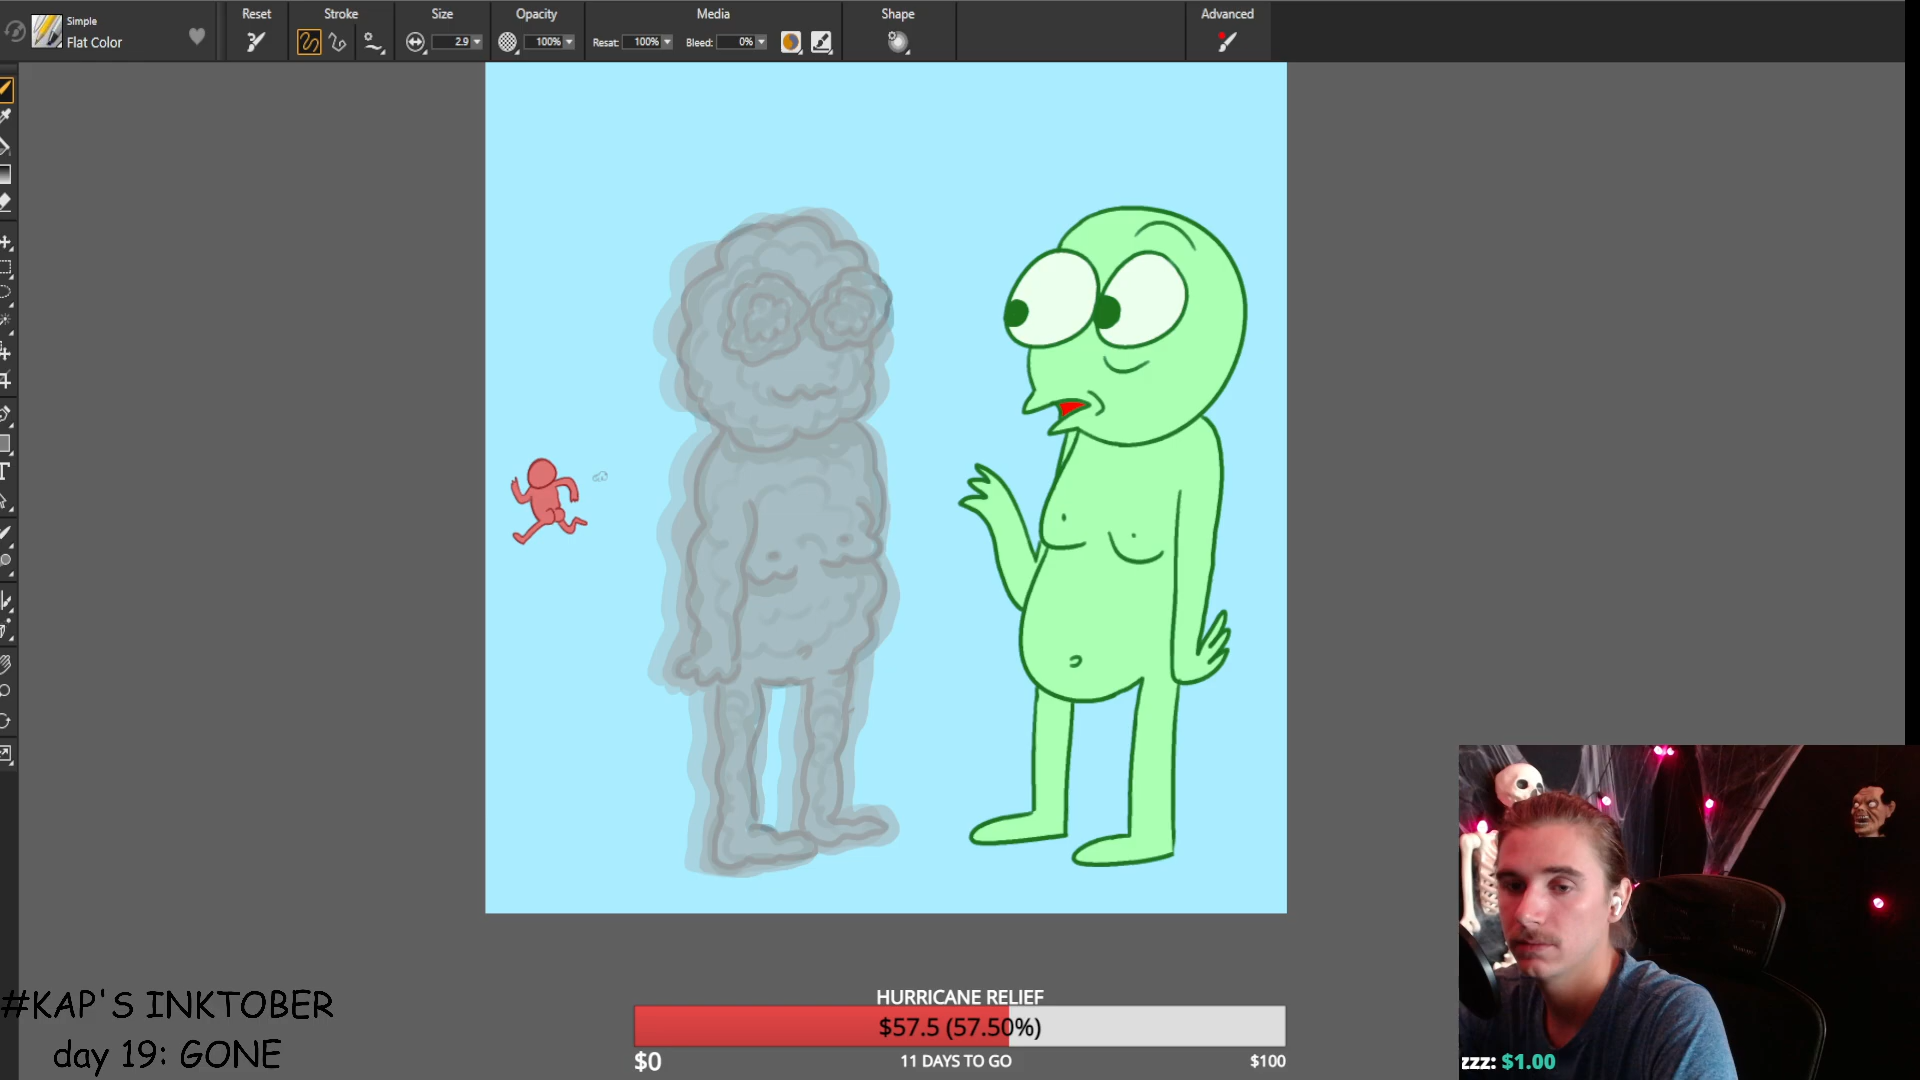 Simple
Flat Color
Reset
Stroke
Size
2.9
Opacity
100%
Media
Resat: 100%
Bleed: 0%
Shape
Advanced
T
#KAP'S INKTOBER
day 19: GONE
HURRICANE RELIEF
$57.5 (57.50%)
$0
11 DAYS TO GO
$100
zzz: $1.00